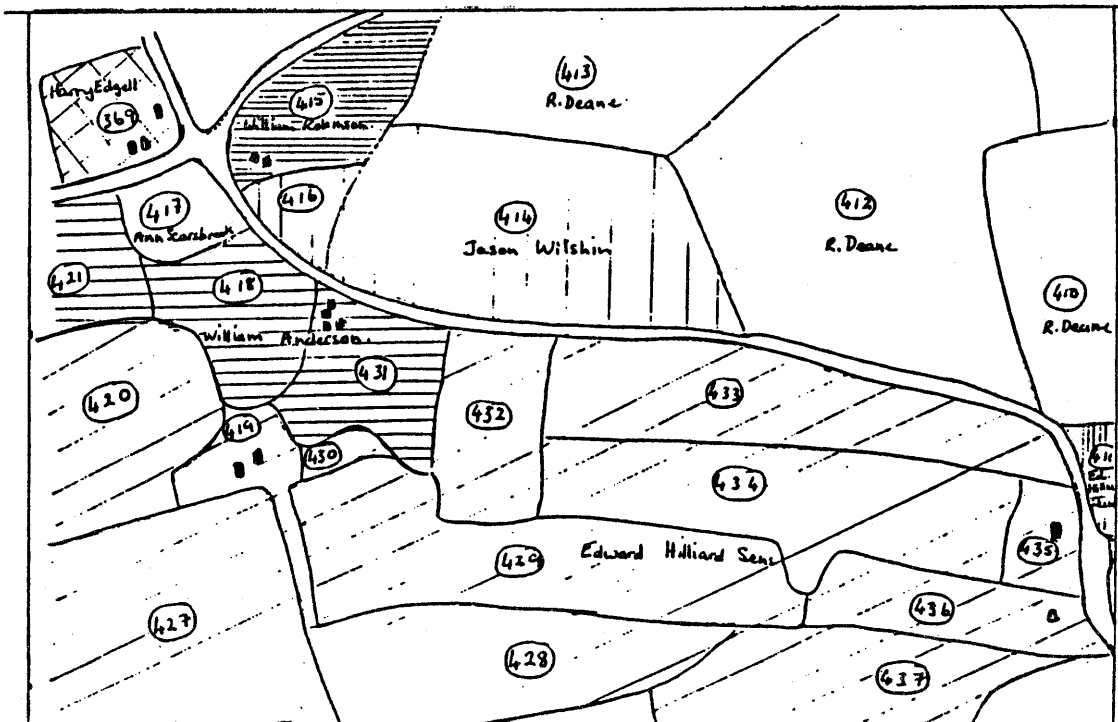 Harry Edgell
369
415
William Robinson
413
R. Deane
417
Ann Scarsbrook
416
414
Jason Wilshin
412
R. Deane
410
R. Deane
421
418
William Anderson
431
420
419
430
432
433
434
411
Ed.
429
Edward Hilliard Senr
435
436
427
428
437